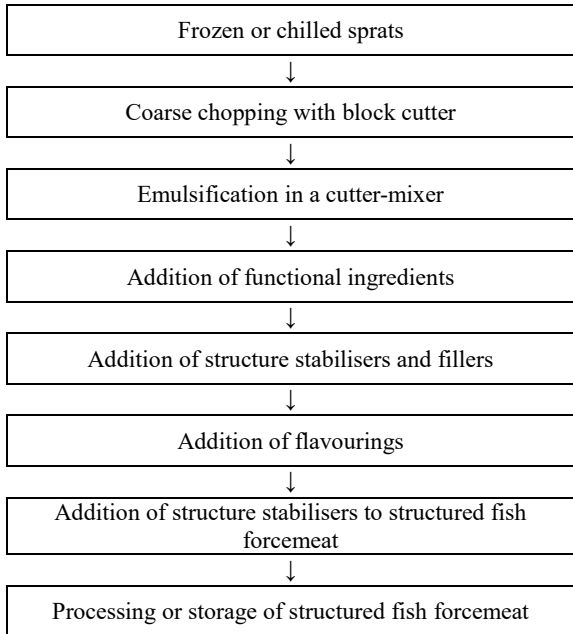 Frozen or chilled sprats
↓
Coarse chopping with block cutter
↓
Emulsification in a cutter-mixer
↓
Addition of functional ingredients
↓
Addition of structure stabilisers and fillers
↓
Addition of flavourings
↓
Addition of structure stabilisers to structured fish
forcemeat
↓
Processing or storage of structured fish forcemeat